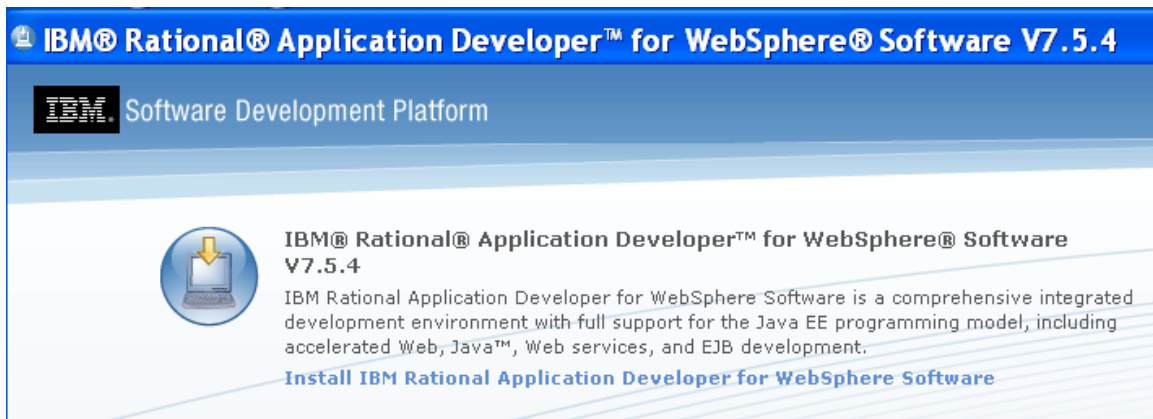 IBM® Rational® Application Developer™ for WebSphere® Software V7.5.4
IBM. Software Development Platform
IBM® Rational® Application Developer™ for WebSphere® Software
V7.5.4
IBM Rational Application Developer for WebSphere Software is a comprehensive integrated
development environment with full support for the Java EE programming model, including
accelerated Web, Java™, Web services, and EJB development.
Install IBM Rational Application Developer for WebSphere Software